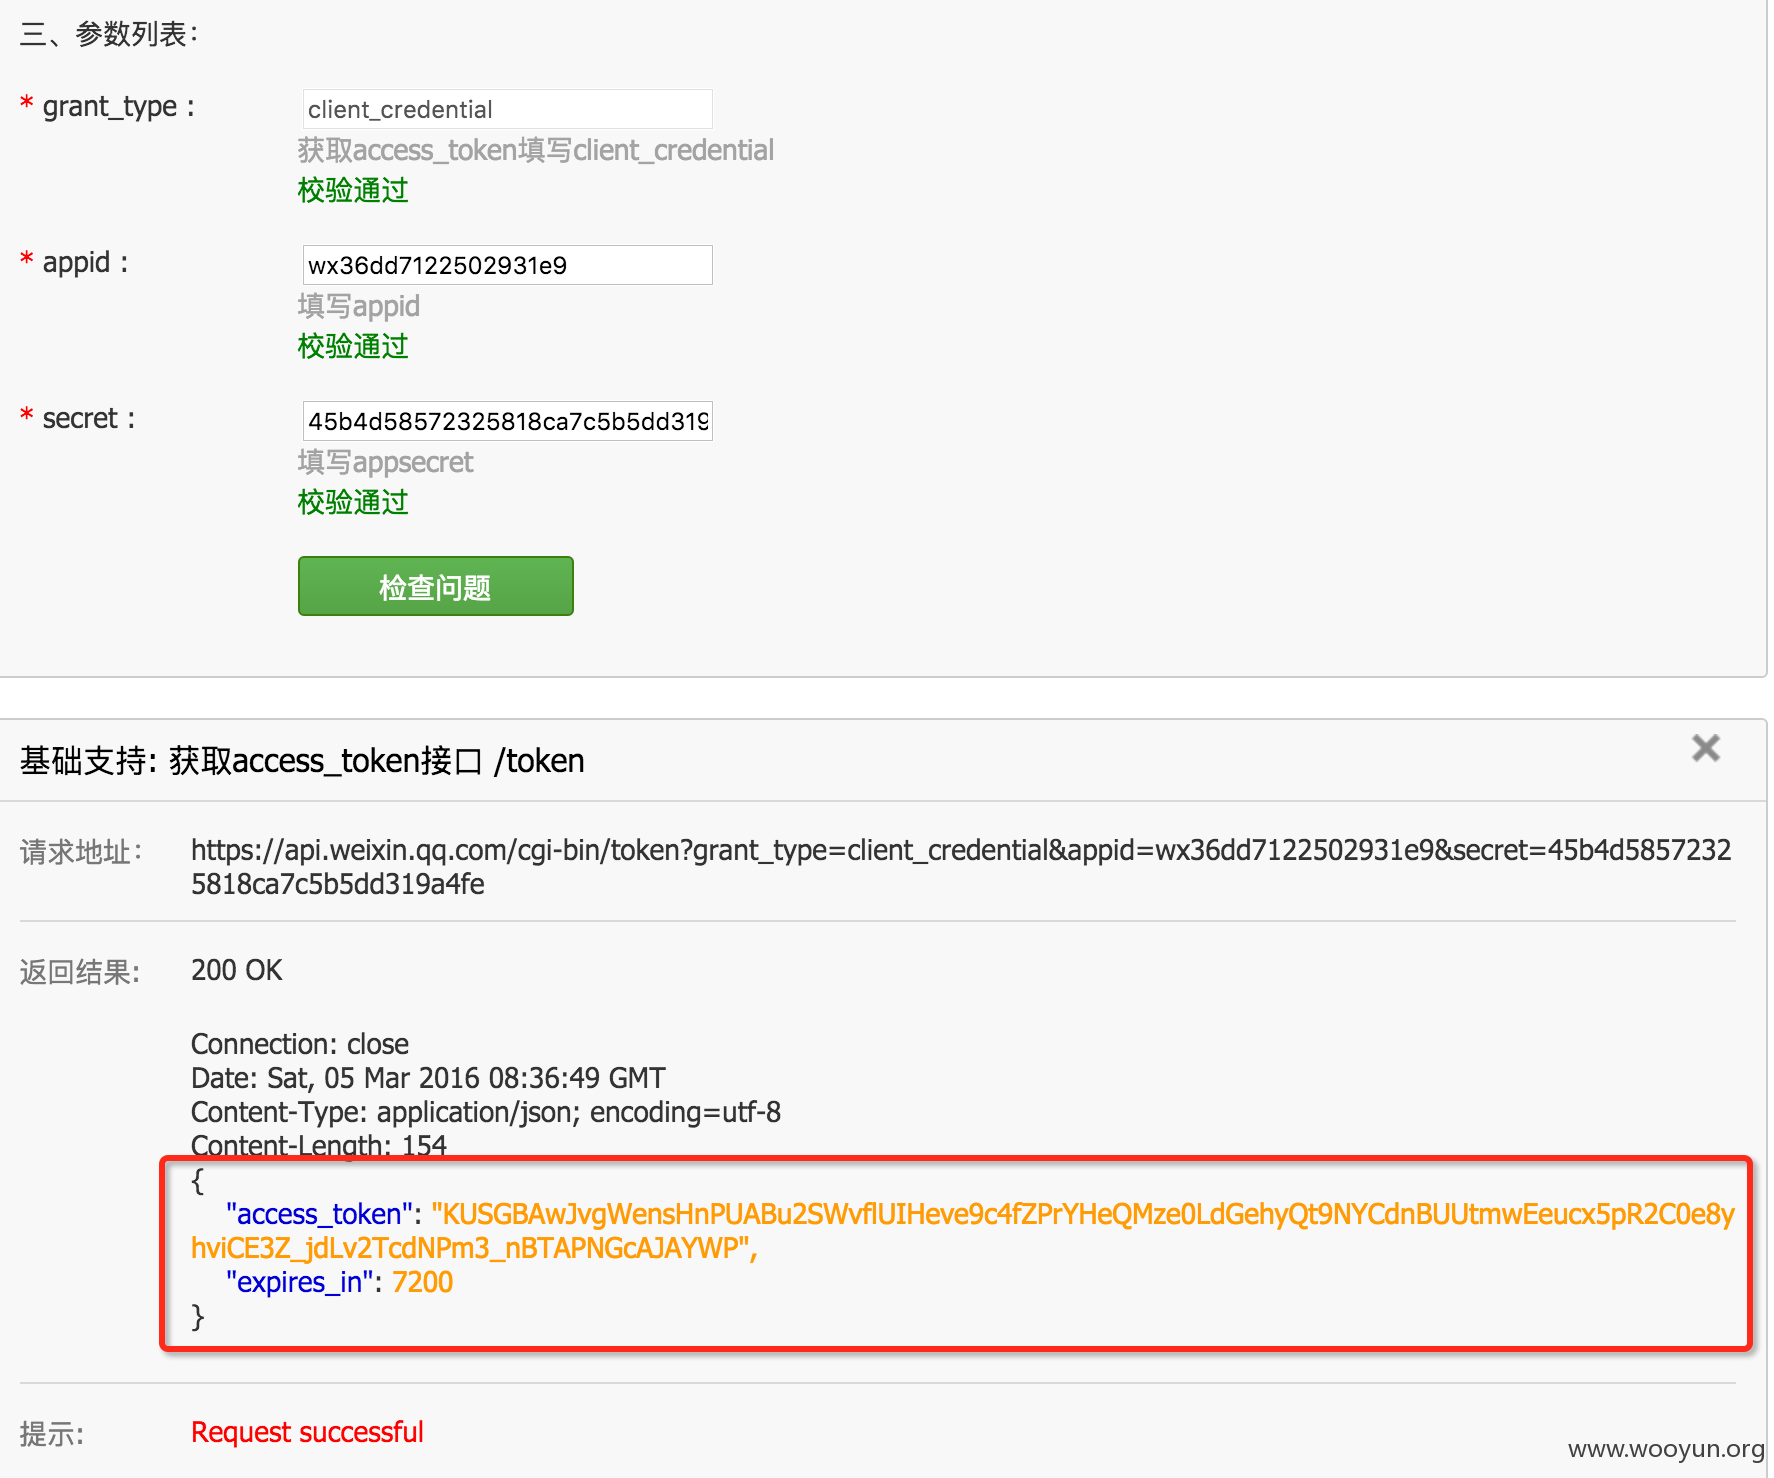 三、参数列表：
* grant_type :
client_credential
获取access_token填写client_credential
校验通过
* appid :
wx36dd7122502931e9
填写appid
校验通过
* secret :
45b4d58572325818ca7c5b5dd319
填写appsecret
校验通过
检查问题
基础支持: 获取access_token接口 /token
请求地址：
https://api.weixin.qq.com/cgi-bin/token?grant_type=client_credential&appid=wx36dd7122502931e9&secret=45b4d5857232
5818ca7c5b5dd319a4fe
返回结果:
200 OK
Connection: close
Date: Sat, 05 Mar 2016 08:36:49 GMT
Content-Type: application/json; encoding=utf-8
Content-Length: 154
{
"access_token": "KUSGBAwJvgWensHnPUABu2SWvflUIHeve9c4fZPrYHeQMze0LdGehyQt9NYCdnBUUtmwEeucx5pR2C0e8y
hviCE3Z_jdLv2TcdNPm3_nBTAPNGcAJAYWP",
"expires_in": 7200
}
提示:
Request successful
www.wooyun.org